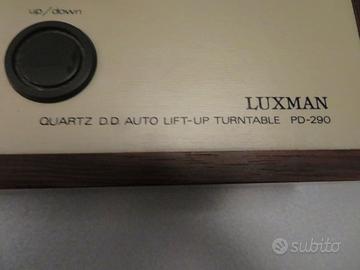 up/down
LUXMAN
QUARTZ D.D. AUTO LIFT-UP TURNTABLE PD-290
subito